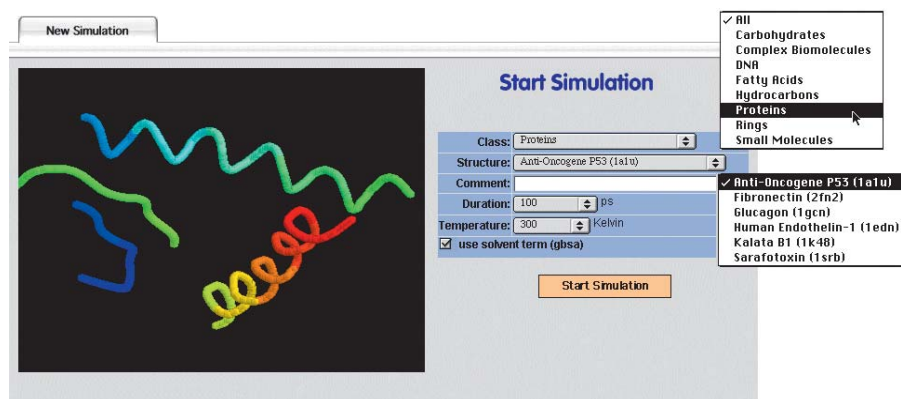 New Simulation
Start Simulation
Class: Proteins
Structure: Anti-Oncogene P53 (1a1u)
Comment:
Duration: 100 ps
Temperature: 300 Kelvin
use solvent term (gbsa)
Start Simulation
✓ All
Carbohydrates
Complex Biomolecules
DNA
Fatty Acids
Hydrocarbons
Proteins
Rings
Small Molecules
✓ Anti-Oncogene P53 (1a1u)
Fibronectin (2fn2)
Glucagon (1gcn)
Human Endothelin-1 (1edn)
Kalata B1 (1k48)
Sarafotoxin (1srb)